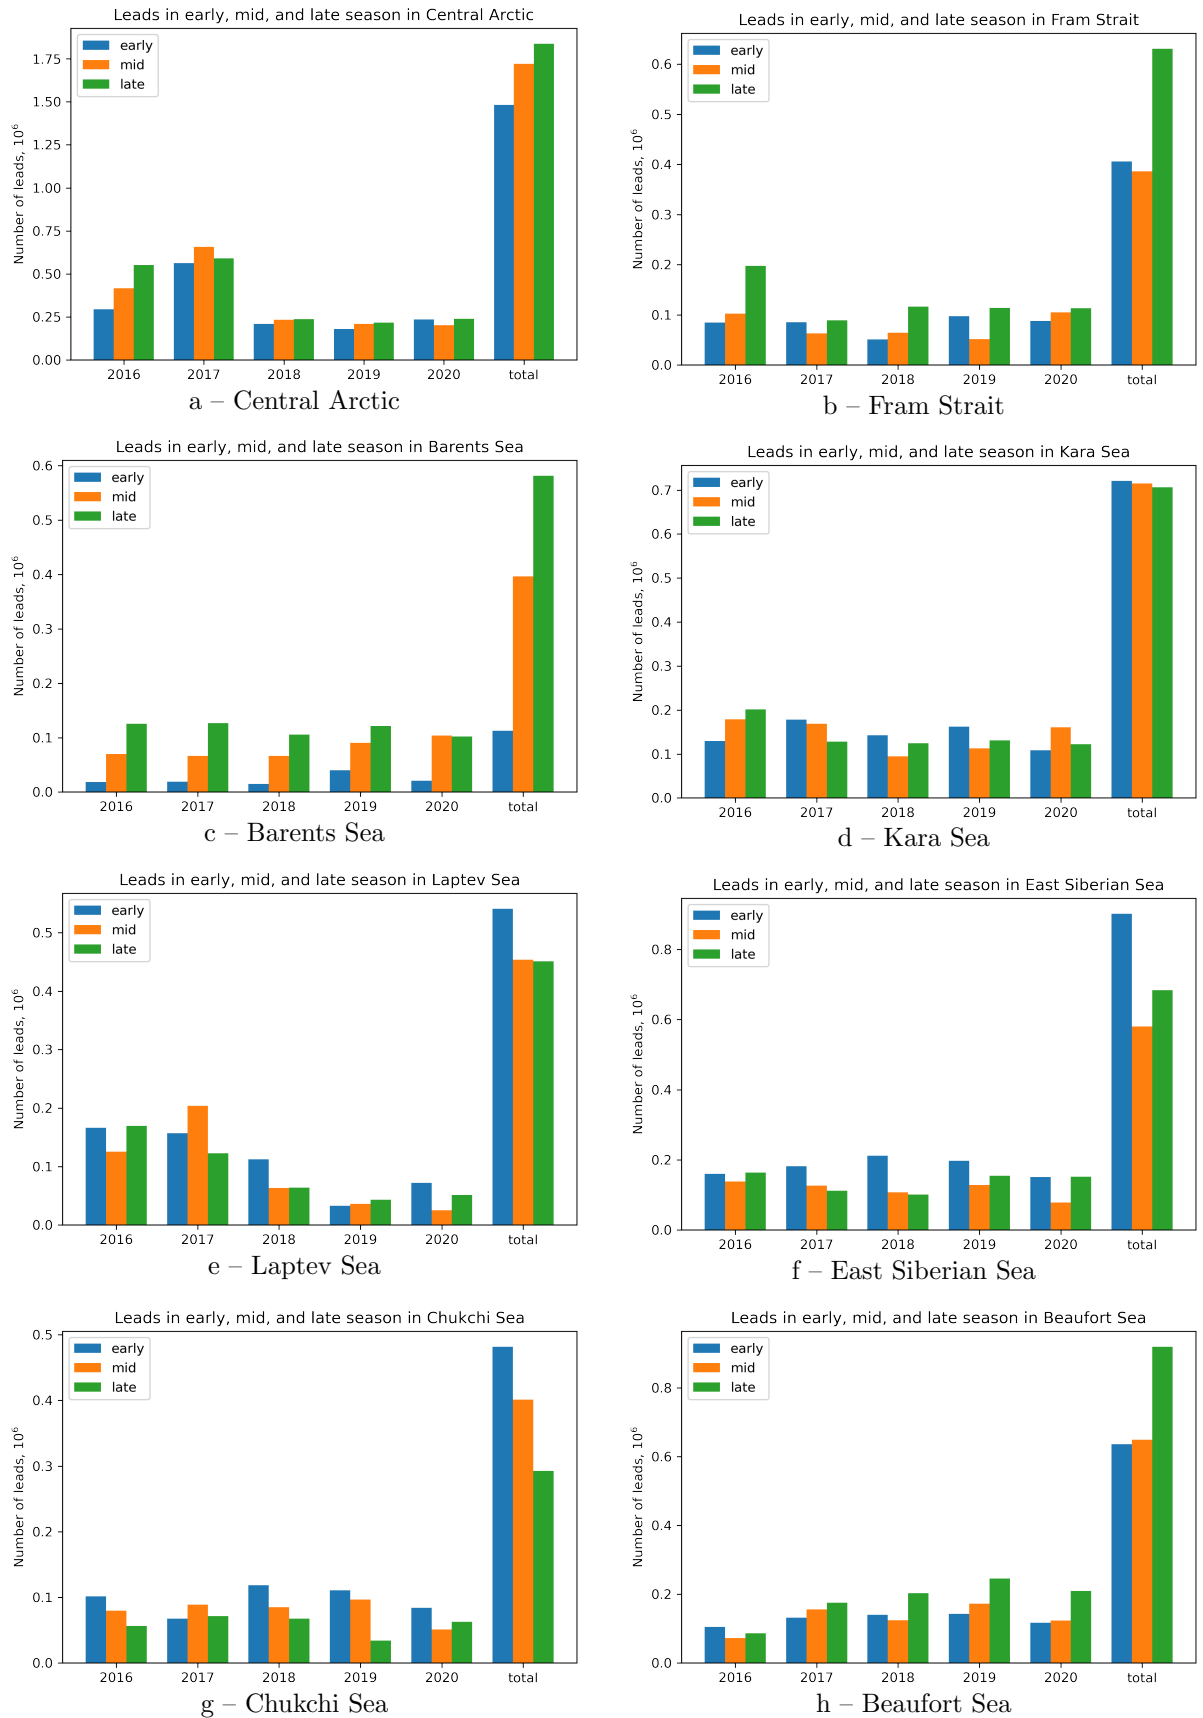 Leads in early, mid, and late season in Central Arctic
early
mid
late
Number of leads, 10⁶
1.75
1.50
1.25
1.00
0.75
0.50
0.25
0.00
2016 2017 2018 2019 2020 total
a – Central Arctic
Leads in early, mid, and late season in Fram Strait
early
mid
late
Number of leads, 10⁶
0.6
0.5
0.4
0.3
0.2
0.1
0.0
2016 2017 2018 2019 2020 total
b – Fram Strait
Leads in early, mid, and late season in Barents Sea
early
mid
late
Number of leads, 10⁶
0.6
0.5
0.4
0.3
0.2
0.1
0.0
2016 2017 2018 2019 2020 total
c – Barents Sea
Leads in early, mid, and late season in Kara Sea
early
mid
late
Number of leads, 10⁶
0.7
0.6
0.5
0.4
0.3
0.2
0.1
0.0
2016 2017 2018 2019 2020 total
d – Kara Sea
Leads in early, mid, and late season in Laptev Sea
early
mid
late
Number of leads, 10⁶
0.5
0.4
0.3
0.2
0.1
0.0
2016 2017 2018 2019 2020 total
e – Laptev Sea
Leads in early, mid, and late season in East Siberian Sea
early
mid
late
Number of leads, 10⁶
0.8
0.6
0.4
0.2
0.0
2016 2017 2018 2019 2020 total
f – East Siberian Sea
Leads in early, mid, and late season in Chukchi Sea
early
mid
late
Number of leads, 10⁶
0.5
0.4
0.3
0.2
0.1
0.0
2016 2017 2018 2019 2020 total
g – Chukchi Sea
Leads in early, mid, and late season in Beaufort Sea
early
mid
late
Number of leads, 10⁶
0.8
0.6
0.4
0.2
0.0
2016 2017 2018 2019 2020 total
h – Beaufort Sea